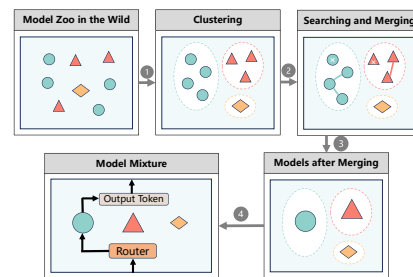 Model Zoo in the Wild
Clustering
Searching and Merging
1
2
3
Model Mixture
Models after Merging
Output Token
4
Router